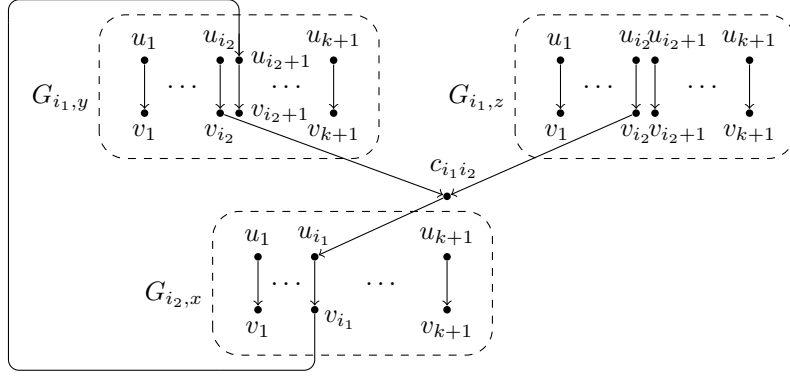 u_1 u_{i_2} u_{i_2+1} u_{k+1}
⋯ ⋯
G_{i_1,y}
v_1 v_{i_2} v_{i_2+1} v_{k+1}
u_1 u_{i_2} u_{i_2+1} u_{k+1}
⋯ ⋯
G_{i_1,z}
v_1 v_{i_2} v_{i_2+1} v_{k+1}
c_{i_1 i_2}
u_1 u_{i_1} u_{k+1}
⋯ ⋯
G_{i_2,x}
v_1 v_{i_1} v_{k+1}